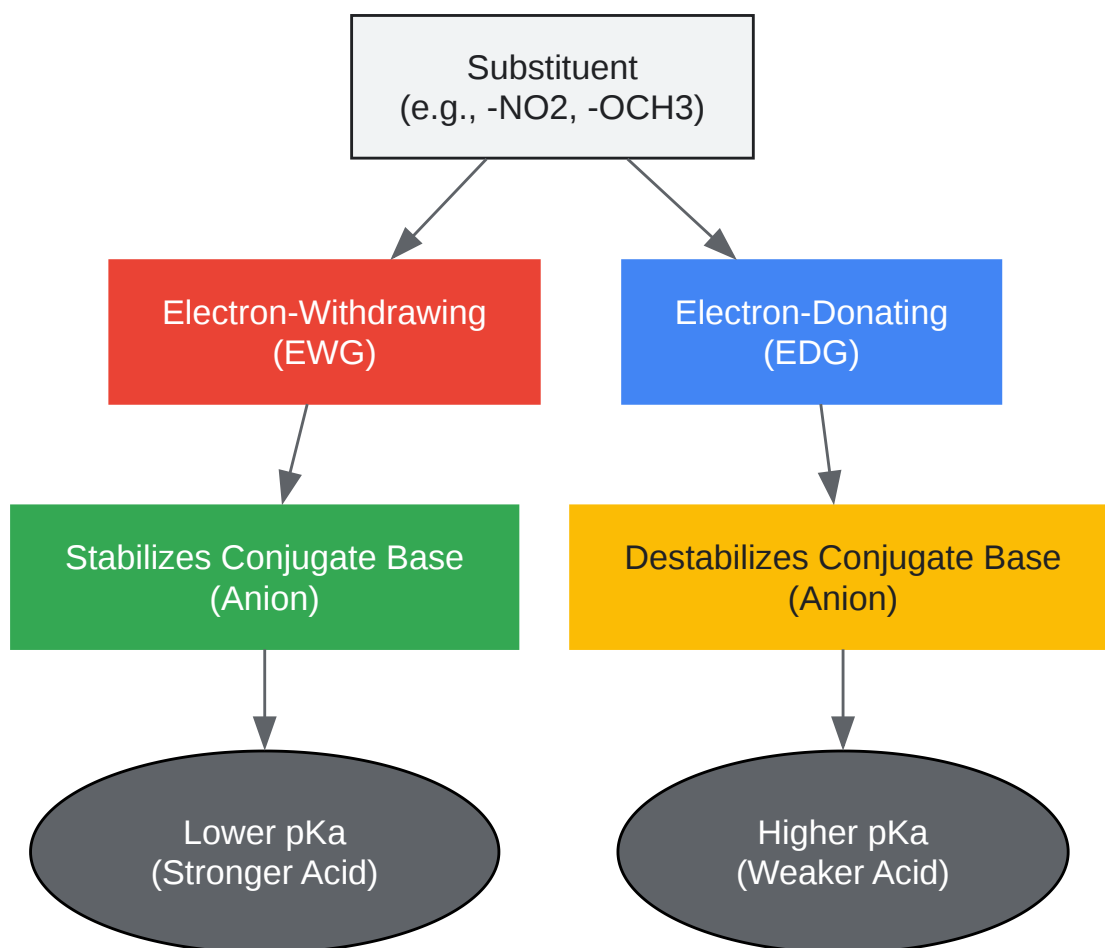 Substituent
(e.g., -NO2, -OCH3)
Electron-Withdrawing
(EWG)
Electron-Donating
(EDG)
Stabilizes Conjugate Base
(Anion)
Destabilizes Conjugate Base
(Anion)
Lower pKa
(Stronger Acid)
Higher pKa
(Weaker Acid)